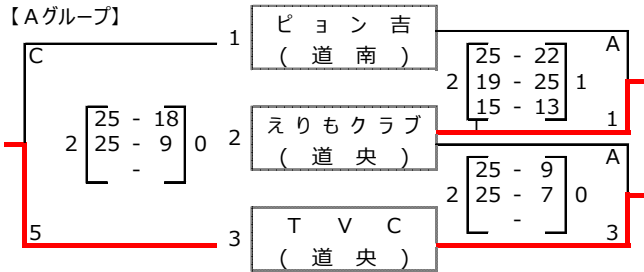 【Aグループ】
1 ピョン吉
(道南)
C
A
25 - 22
2 19 - 25 1
15 - 13
1
25 - 18
2 25 - 9 0
-
2 えりもクラブ
(道央)
A
25 - 9
2 25 - 7 0
-
3
5
3 TVC
(道央)